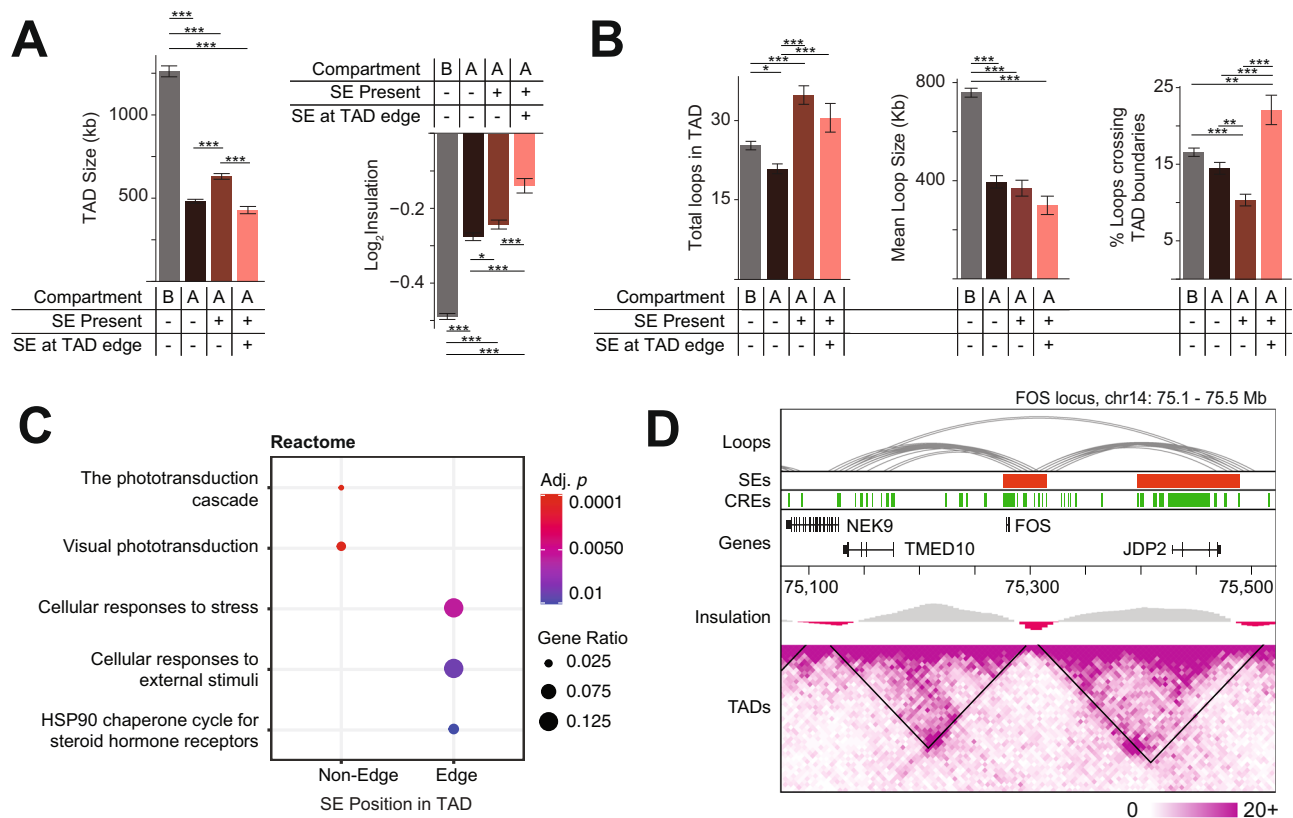 A
***
***
***
***
***
TAD Size (kb)
1000
500
Compartment B A A A
SE Present - - + +
SE at TAD edge - - - +
Compartment B A A A
SE Present - - + +
SE at TAD edge - - - +
Log2Insulation
−0.2
−0.4
***
*
***
***
***
***
B
***
***
***
*
Total loops in TAD
30
15
***
***
***
Mean Loop Size (Kb)
800
400
0
***
***
**
**
***
% Loops crossing
TAD boundaries
25
15
5
Compartment B A A A B A A A B A A A
SE Present - - + + - - + + - - + +
SE at TAD edge - - - + - - - + - - - +
C
Reactome
The phototransduction
cascade
Visual phototransduction
Cellular responses to stress
Cellular responses to
external stimuli
HSP90 chaperone cycle for
steroid hormone receptors
Non-Edge Edge
SE Position in TAD
Adj. p
0.0001
0.0050
0.01
Gene Ratio
0.025
0.075
0.125
D
FOS locus, chr14: 75.1 - 75.5 Mb
Loops
SEs
CREs
Genes
NEK9 FOS
TMED10 JDP2
75,100 75,300 75,500
Insulation
TADs
0 20+